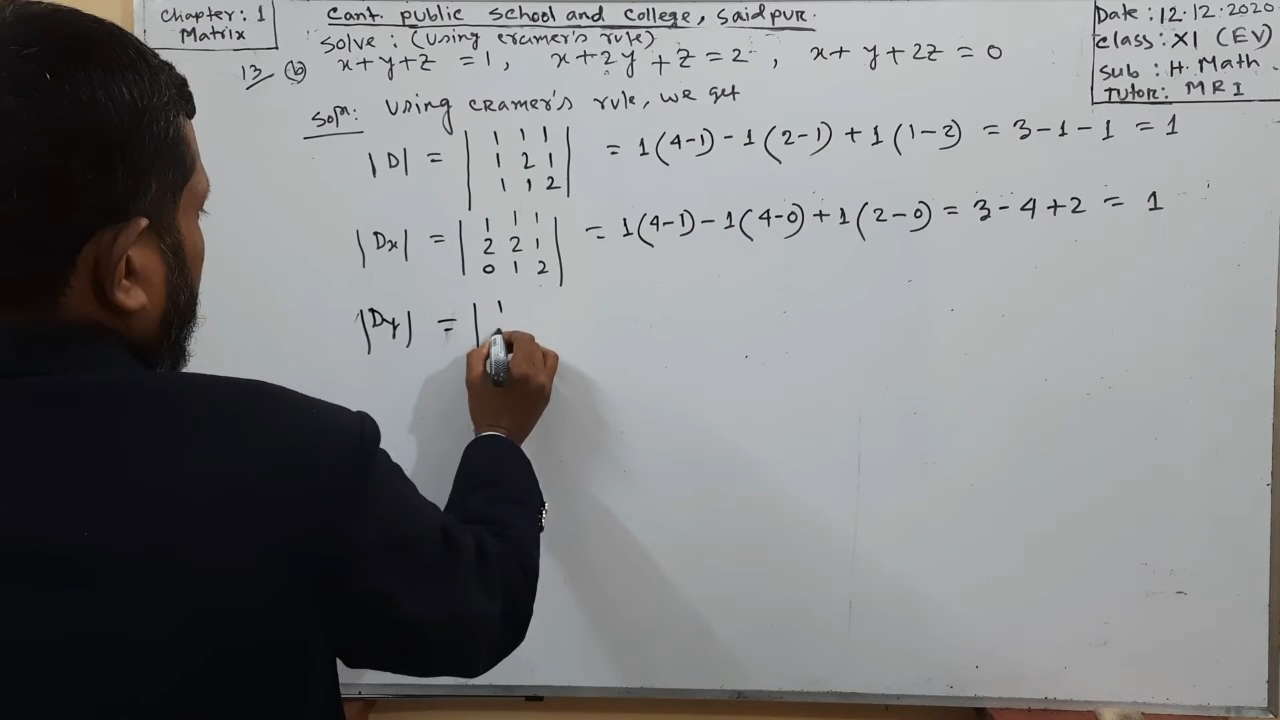 Chapter: 1
Matrix
Cant. public School and College, Saidpur.
Date: 12.12.2020
Class: XI (EV)
Sub: H. Math.
Tutor: MRI
Solve: (Using cramer's rule)
13 (b) x+y+z = 1, x+2y+z = 2, x+y+2z = 0
Soln: Using cramer's rule, we get
|D| = | 1 1 1 | = 1(4-1) - 1(2-1) + 1(1-2) = 3-1-1 = 1
| 1 2 1 |
| 1 1 2 |
|Dx| = | 1 1 1 | = 1(4-1) - 1(4-0) + 1(2-0) = 3-4+2 = 1
| 2 2 1 |
| 0 1 2 |
|Dy| = | 1